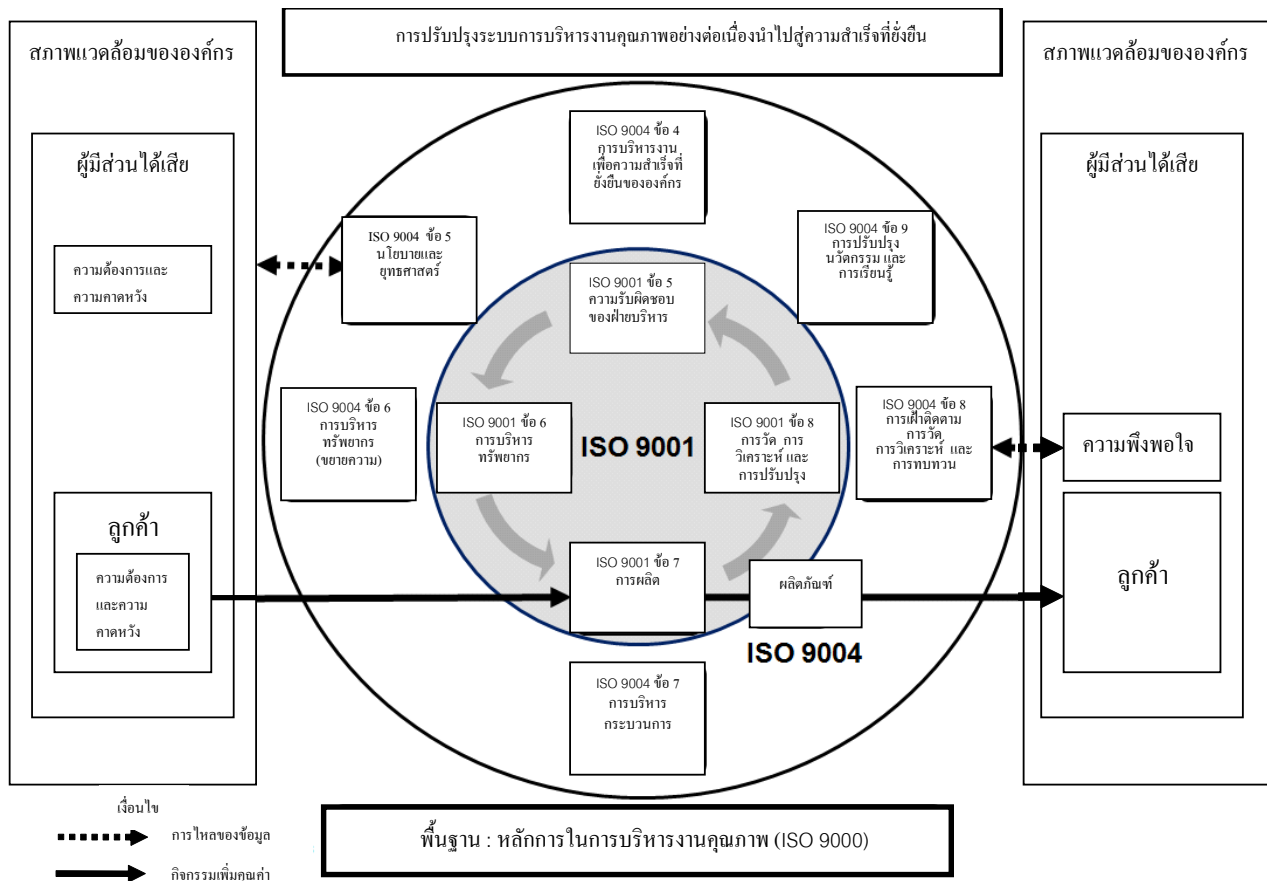 การปรับปรุงระบบการบริหารงานคุณภาพอย่างต่อเนื่องนำไปสู่ความสำเร็จที่ยั่งยืน
สภาพแวดล้อมขององค์กร
ผู้มีส่วนได้เสีย
ความต้องการและ
ความคาดหวัง
ลูกค้า
ความต้องการ
และความ
คาดหวัง
ISO 9004 ข้อ 4
การบริหารงาน
เพื่อความสำเร็จที่
ยั่งยืนขององค์กร
ISO 9004 ข้อ 5
นโยบายและ
ยุทธศาสตร์
ISO 9004 ข้อ 9
การปรับปรุง
นวัตกรรม และ
การเรียนรู้
ISO 9001 ข้อ 5
ความรับผิดชอบ
ของฝ่ายบริหาร
ISO 9004 ข้อ 6
การบริหาร
ทรัพยากร
(ขยายความ)
ISO 9001 ข้อ 6
การบริหาร
ทรัพยากร
ISO 9001
ISO 9001 ข้อ 8
การวัด การ
วิเคราะห์ และ
การปรับปรุง
ISO 9004 ข้อ 8
การเฝ้าติดตาม
การวัด
การวิเคราะห์ และ
การทบทวน
ISO 9001 ข้อ 7
การผลิต
ผลิตภัณฑ์
ISO 9004
ISO 9004 ข้อ 7
การบริหาร
กระบวนการ
สภาพแวดล้อมขององค์กร
ผู้มีส่วนได้เสีย
ความพึงพอใจ
ลูกค้า
เงื่อนไข
การไหลของข้อมูล
กิจกรรมเพิ่มคุณค่า
พื้นฐาน : หลักการในการบริหารงานคุณภาพ (ISO 9000)